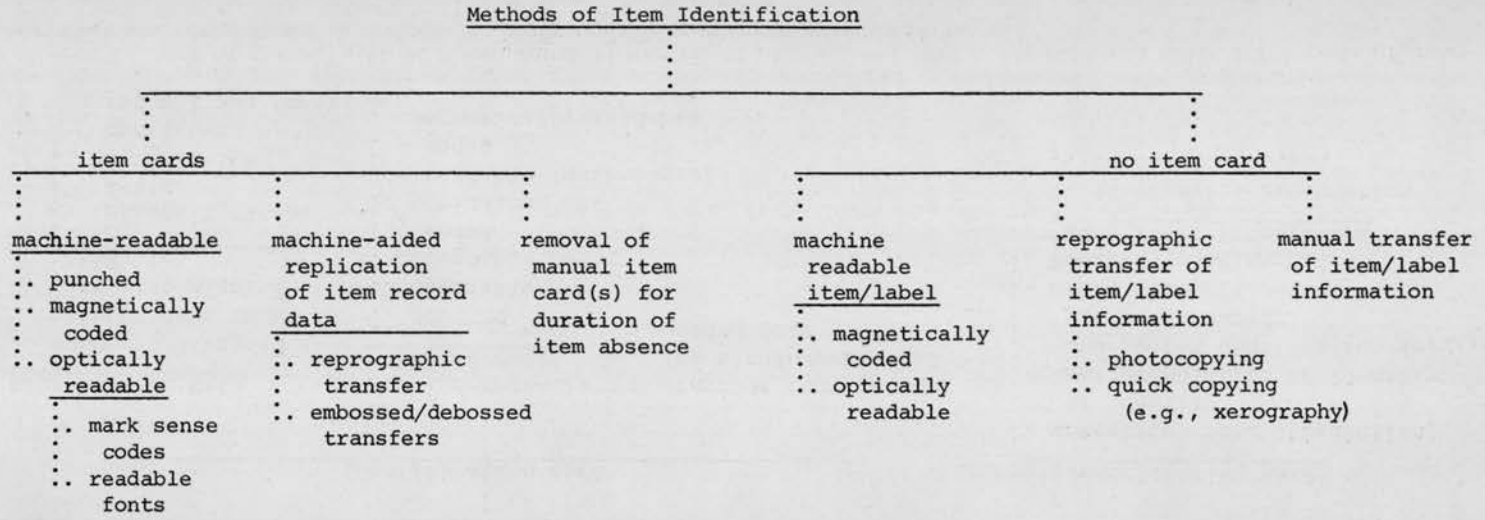 Methods of Item Identification
item cards
no item card
machine-readable
punched
magnetically
coded
optically
readable
mark sense
codes
readable
fonts
machine-aided
replication
of item record
data
reprographic
transfer
embossed/debossed
transfers
removal of
manual item
card(s) for
duration of
item absence
machine
readable
item/label
magnetically
coded
optically
readable
reprographic
transfer of
item/label
information
photocopying
quick copying
(e.g., xerography)
manual transfer
of item/label
information